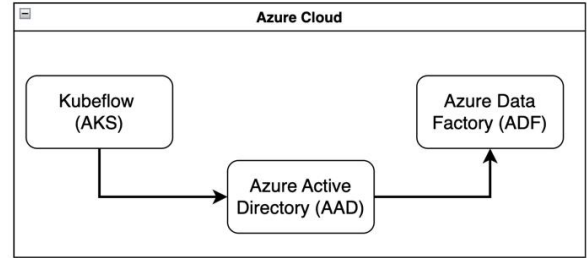 Azure Cloud
Kubeflow
(AKS)
Azure Data
Factory (ADF)
Azure Active
Directory (AAD)